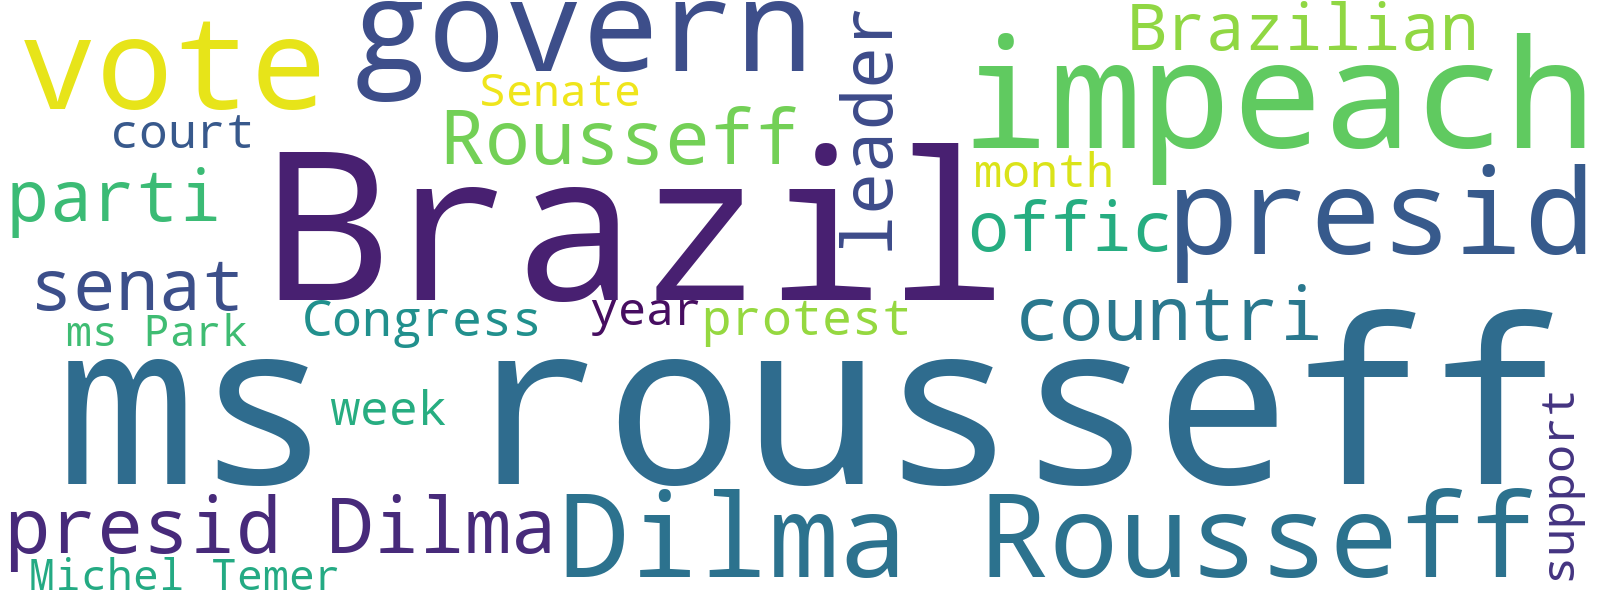 vote
govern
Brazilian
impeach
Senate
court
Rousseff
leader
month
parti
Brazil
offic
presid
senat
ms Park
Congress
year
protest
countri
ms rousseff
week
support
presid Dilma
Dilma Rousseff
Michel Temer